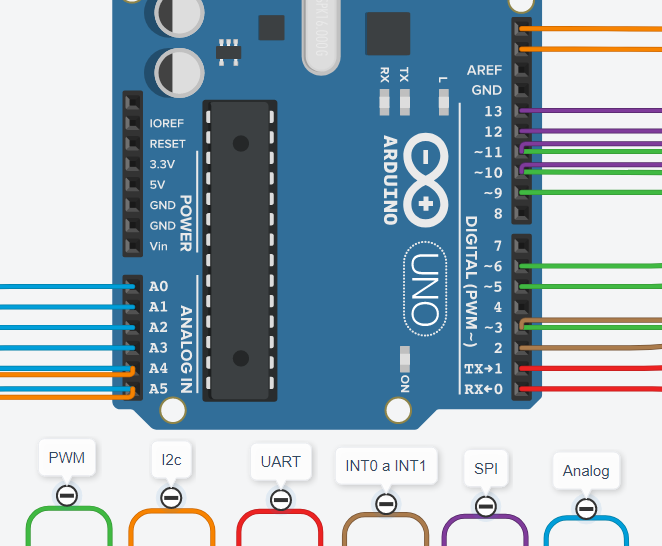 RX
TX
L
AREF
GND
13
12
~11
~10
~9
8
IOREF
RESET
3.3V
5V
GND
GND
Vin
POWER
ARDUINO
UNO
DIGITAL (PWM ~)
7
~6
~5
4
~3
2
TX→1
RX←0
A0
A1
A2
A3
A4
A5
ANALOG IN
ON
PWM
I2c
UART
INT0 a INT1
SPI
Analog